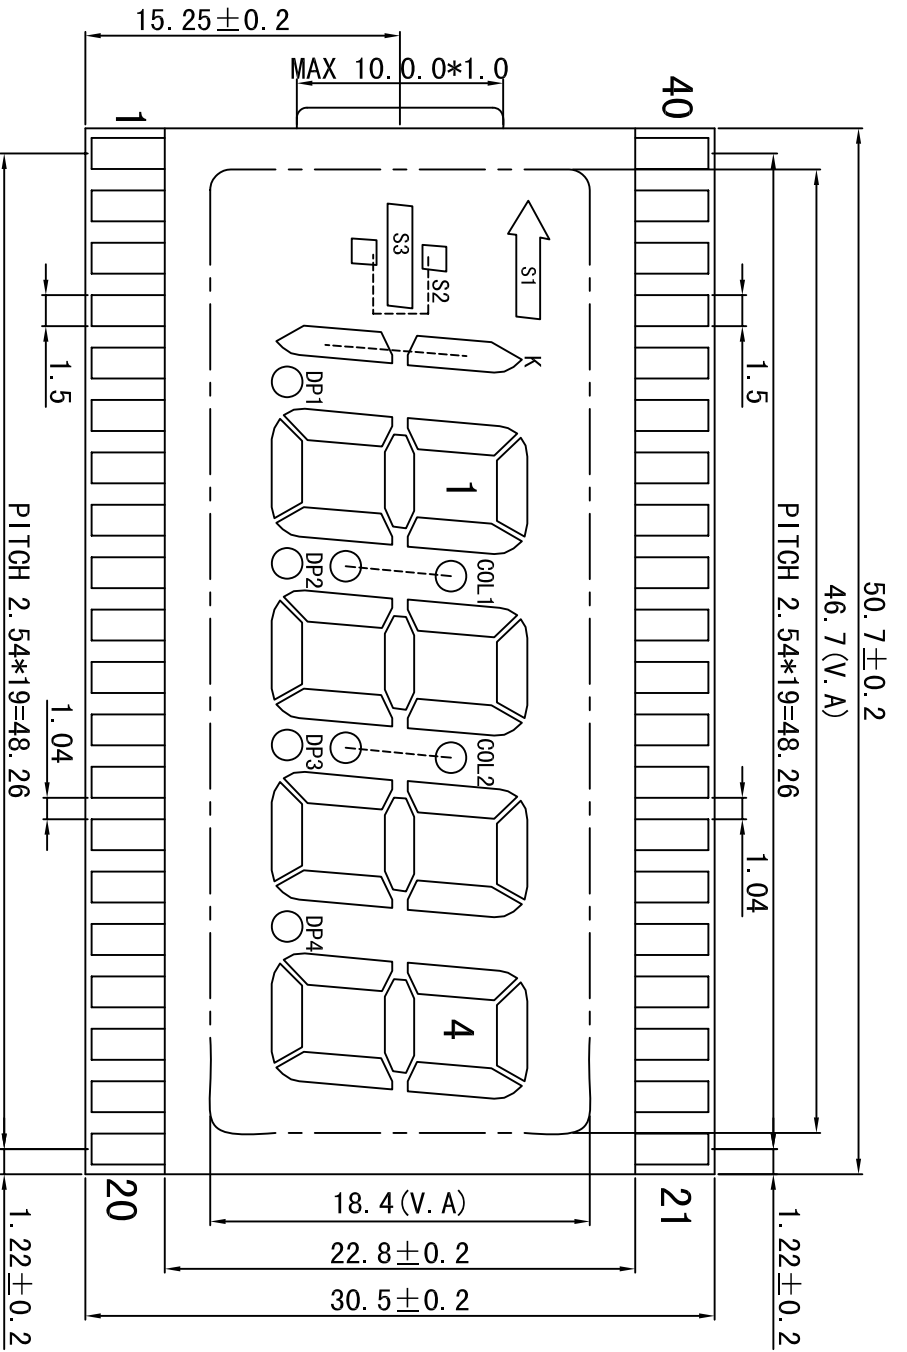 15.25±0.2
MAX 10.0.0*1.0
1
40
S1
S3
S2
K
DP1
1
DP2
COL1
DP3
COL2
DP4
4
1.5
1.5
PITCH 2.54*19=48.26
PITCH 2.54*19=48.26
50.7±0.2
46.7(V.A)
1.04
1.04
20
21
18.4(V.A)
22.8±0.2
30.5±0.2
1.22±0.2
1.22±0.2